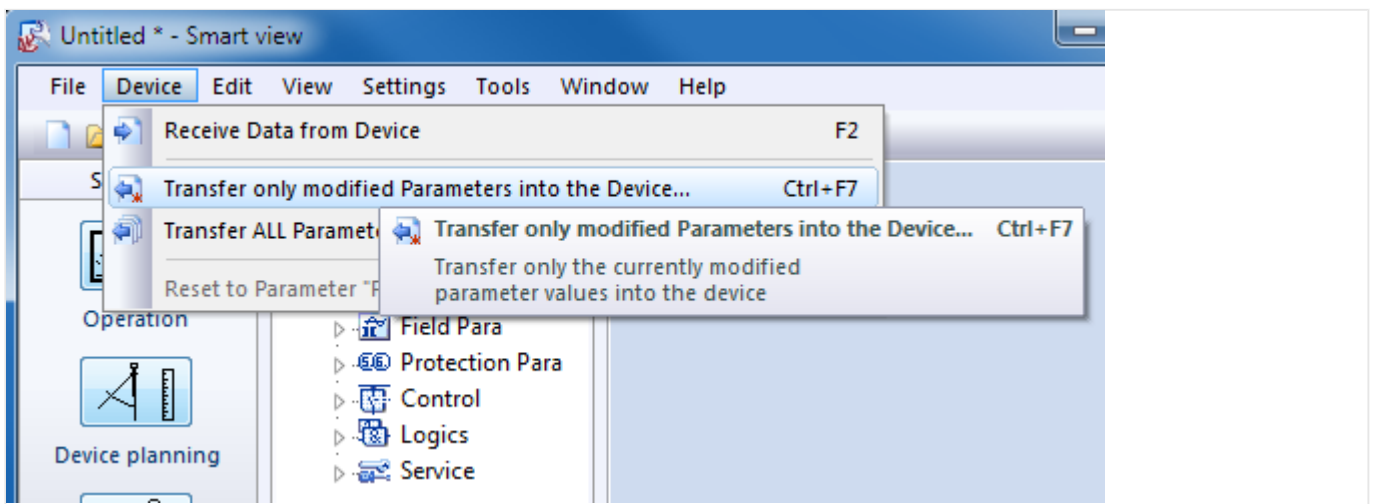 Untitled * - Smart view
File Device Edit View Settings Tools Window Help
Receive Data from Device F2
S
Transfer only modified Parameters into the Device... Ctrl+F7
Transfer ALL Paramet
Transfer only modified Parameters into the Device... Ctrl+F7
Transfer only the currently modified
parameter values into the device
Reset to Parameter "F
Operation
Field Para
Protection Para
Control
Logics
Device planning
Service